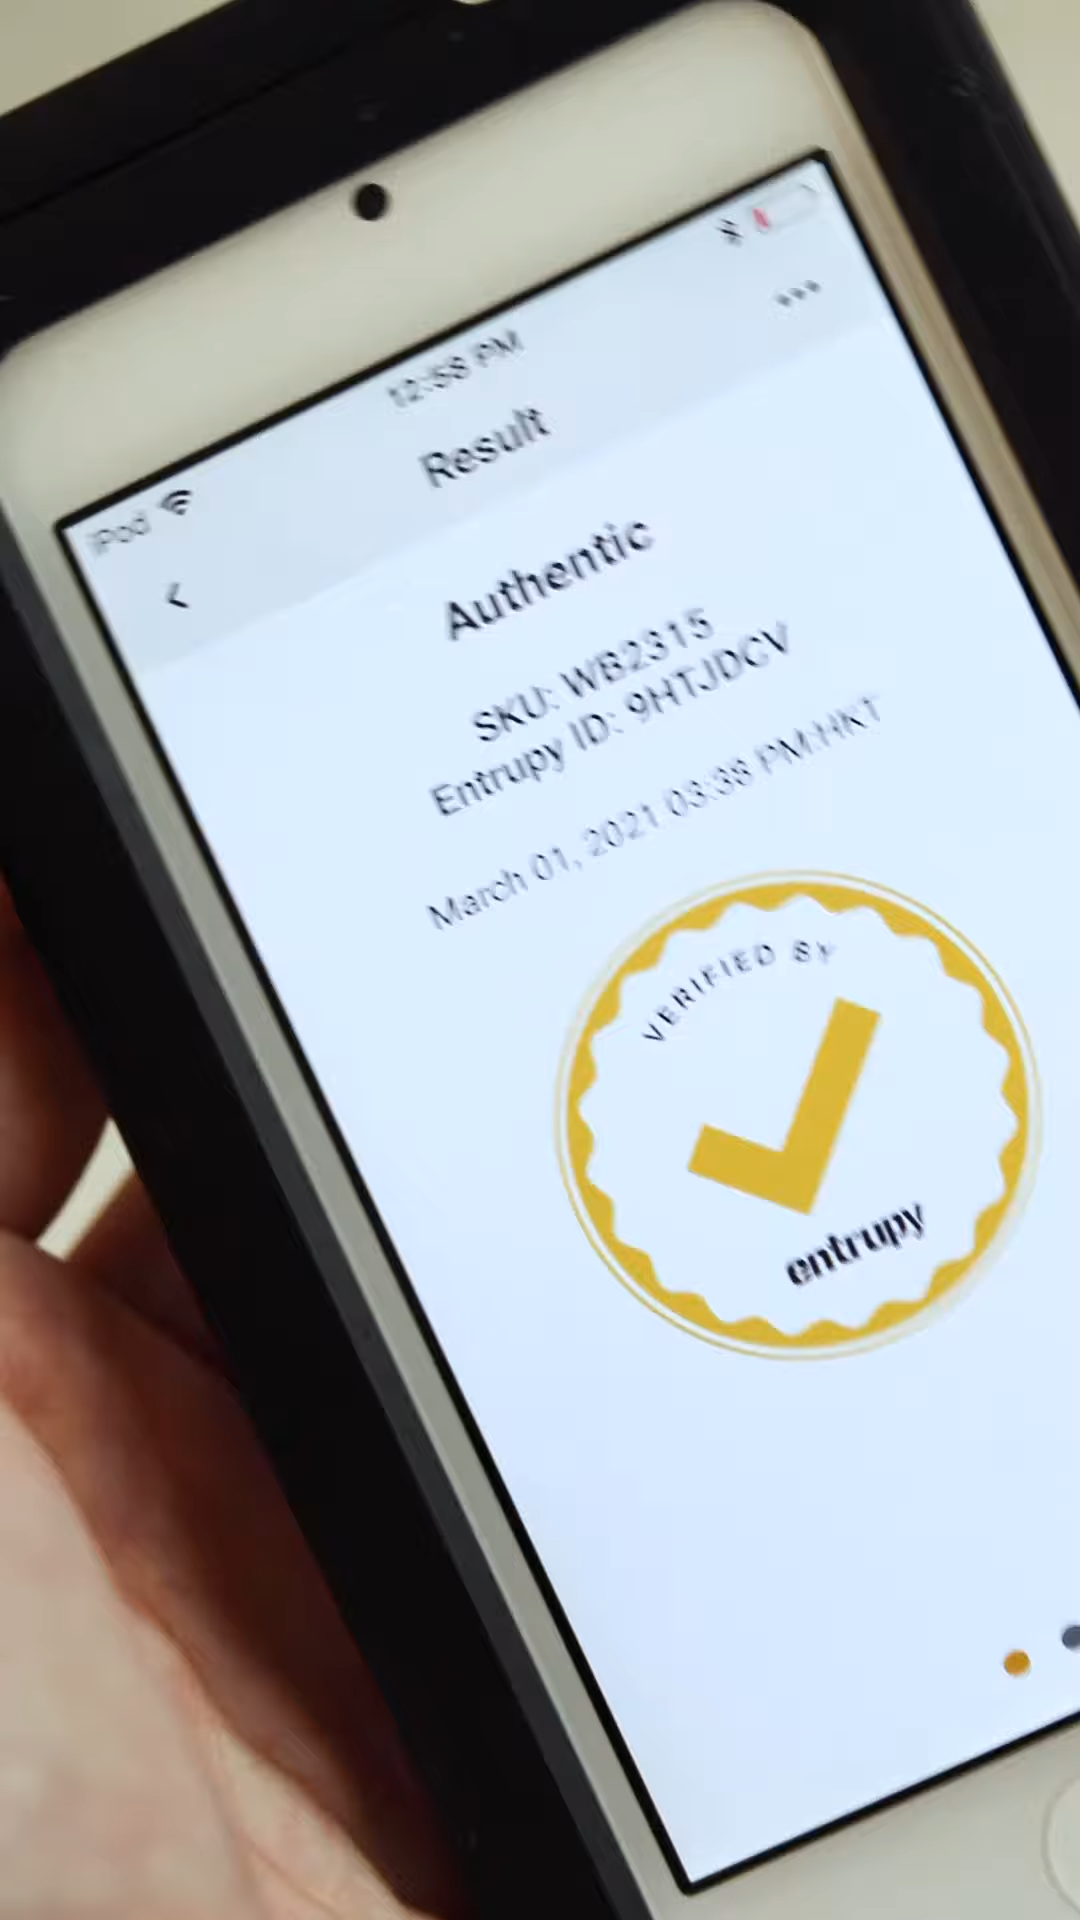 iPod
12:58 PM
Result
Authentic
SKU: WB2315
Entrupy ID: 9HTJDCV
March 01, 2021 03:38 PM:HKT
VERIFIED BY
entrupy